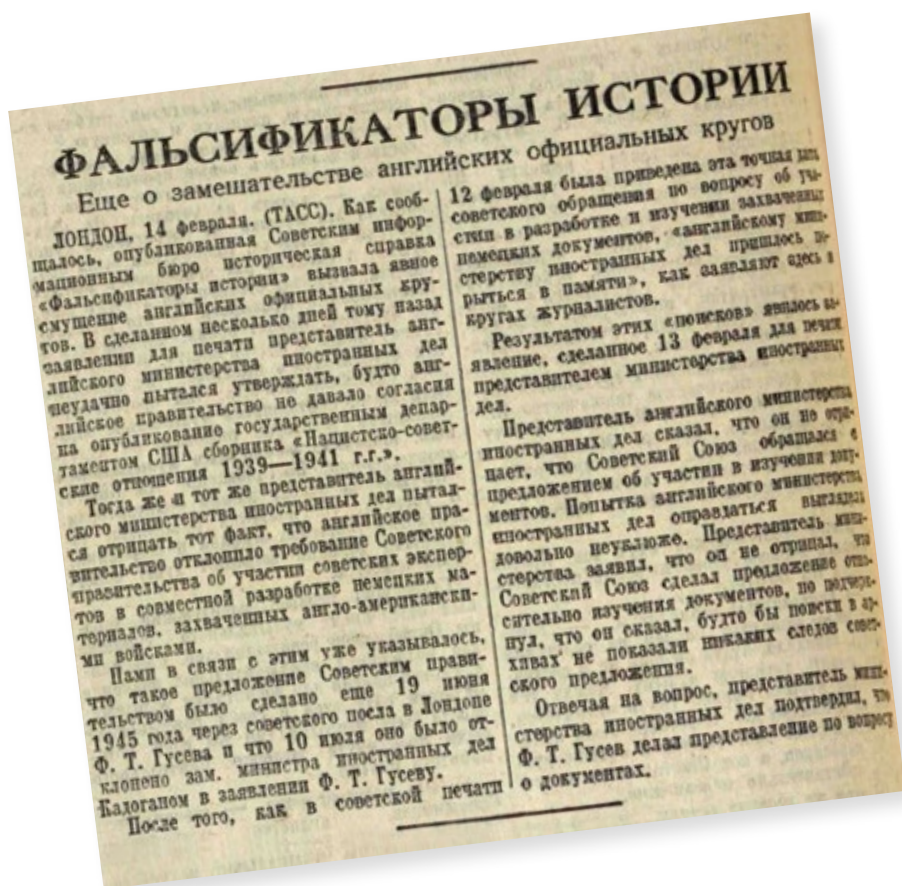 ФАЛЬСИФИКАТОРЫ ИСТОРИИ
Еще о замешательстве английских официальных кругов
ЛОНДОН, 14 февраля. (ТАСС). Как сооб-
щалось, опубликованная Советским инфор-
мационным бюро историческая справка
«Фальсификаторы истории» вызвала явное
смущение английских официальных кру-
гов. В сделанном несколько дней тому назад
заявлении для печати представитель анг-
лийского министерства иностранных дел
неудачно пытался утверждать, будто анг-
лийское правительство не давало согласия
на опубликование государственным депар-
таментом США сборника «Нацистско-совет-
ские отношения 1939—1941 г.г.».
Тогда же и тот же представитель англий-
ского министерства иностранных дел пытал-
ся отрицать тот факт, что английское пра-
вительство отклонило требование Советского
правительства об участии советских экспер-
тов в совместной разработке немецких ма-
териалов, захваченных англо-американски-
ми войсками.
Нами в связи с этим уже указывалось,
что такое предложение Советским прави-
тельством было сделано еще 19 июня
1945 года через советского посла в Лондоне
Ф. Т. Гусева и что 10 июля оно было от-
клонено зам. министра иностранных дел
Кадоганом в заявлении Ф. Т. Гусеву.
После того, как в советской печати
12 февраля была приведена эта точная дата
советского обращения по вопросу об уча-
стии в разработке и изучении захваченных
немецких документов, «английскому мини-
стерству иностранных дел пришлось по-
рыться в памяти», как заявляют здесь в
кругах журналистов.
Результатом этих «поисков» явилось за-
явление, сделанное 13 февраля для печати
представителем министерства иностранных
дел.
Представитель английского министерства
иностранных дел сказал, что он не отри-
цает, что Советский Союз обращался с
предложением об участии в изучении доку-
ментов. Попытка английского министерства
иностранных дел оправдаться выглядела
довольно неуклюже. Представитель мини-
стерства заявил, что он не отрицал, что
Советский Союз сделал предложение отно-
сительно изучения документов, но подчерк-
нул, что он сказал, будто бы поиски в ар-
хивах не показали никаких следов совет-
ского предложения.
Отвечая на вопрос, представитель мини-
стерства иностранных дел подтвердил, что
Ф. Т. Гусев делал представление по вопросу
о документах.